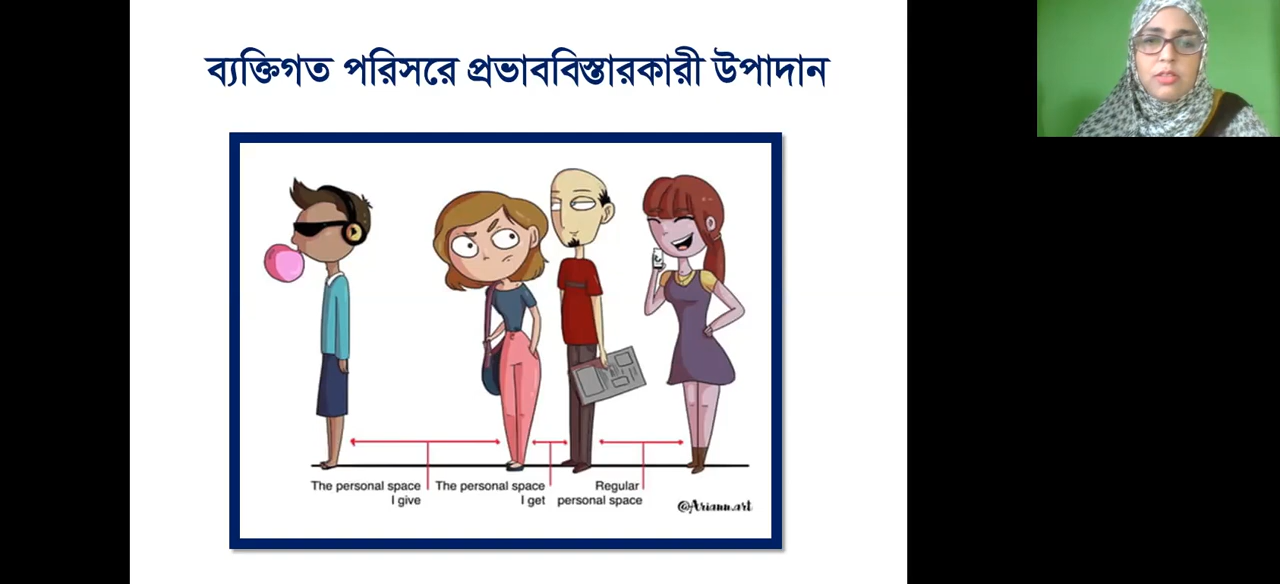 ব্যক্তিগত পরিসরে প্রভাববিস্তারকারী উপাদান
The personal space
I give
The personal space
I get
Regular
personal space
@Ariann.art